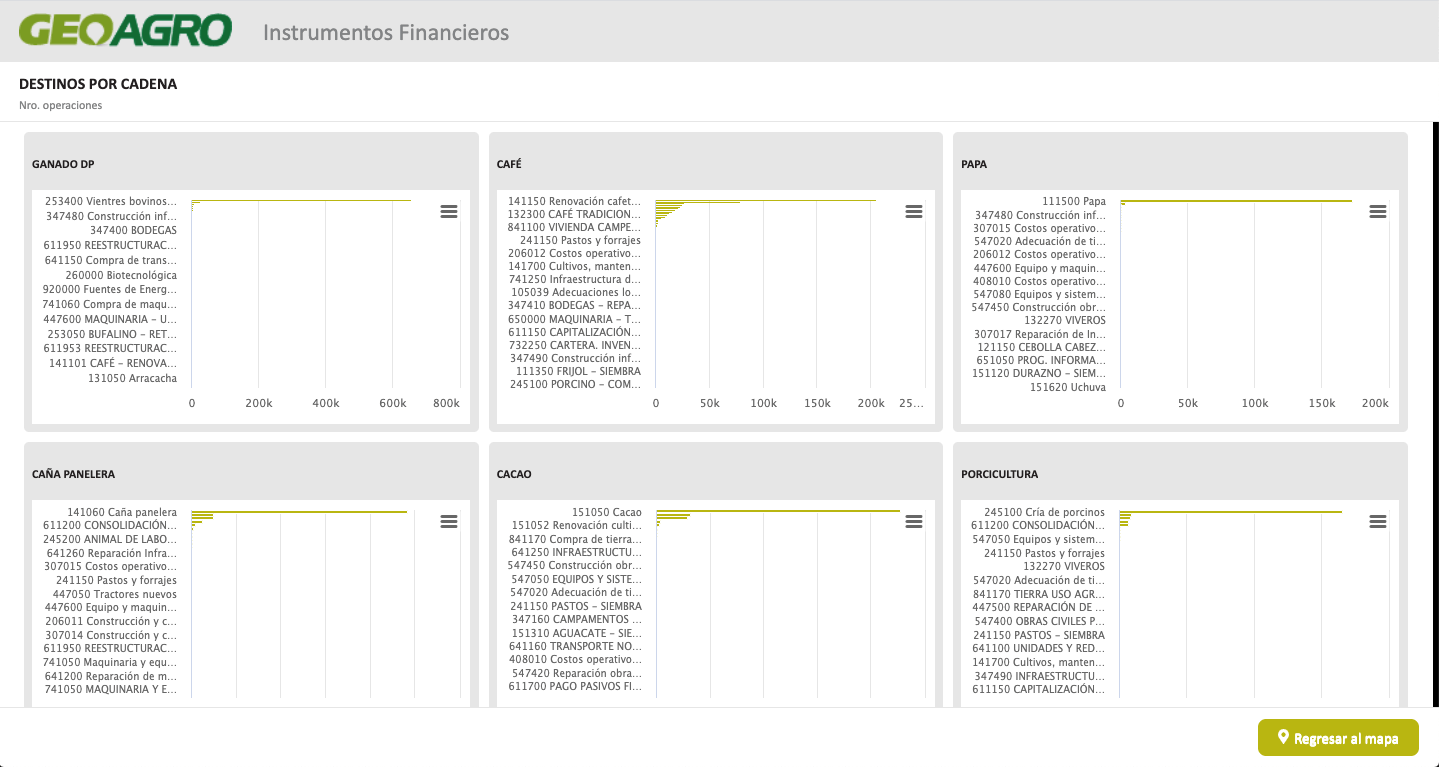 GEOAGRO Instrumentos Financieros
DESTINOS POR CADENA
Nro. operaciones
GANADO DP
253400 Vientres bovinos...
347480 Construcción inf...
347400 BODEGAS
611950 REESTRUCTURAC...
641150 Compra de trans...
260000 Biotecnológica
920000 Fuentes de Energ...
741060 Compra de maqu...
447600 MAQUINARIA – U...
253050 BUFALINO – RET...
611953 REESTRUCTURAC...
141101 CAFÉ – RENOVA...
131050 Arracacha
0 200k 400k 600k 800k
CAFÉ
141150 Renovación cafet...
132300 CAFÉ TRADICION...
841100 VIVIENDA CAMPE...
241150 Pastos y forrajes
206012 Costos operativo...
141700 Cultivos, manten...
741250 Infraestructura d...
105039 Adecuaciones lo...
347410 BODEGAS – REPA...
650000 MAQUINARIA – T...
611150 CAPITALIZACIÓN...
732250 CARTERA. INVEN...
347490 Construcción inf...
111350 FRIJOL – SIEMBRA
245100 PORCINO – COM...
0 50k 100k 150k 200k 25...
PAPA
111500 Papa
347480 Construcción inf...
307015 Costos operativo...
547020 Adecuación de ti...
206012 Costos operativo...
447600 Equipo y maquin...
408010 Costos operativo...
547080 Equipos y sistem...
547450 Construcción obr...
132270 VIVEROS
307017 Reparación de In...
121150 CEBOLLA CABEZ...
651050 PROG. INFORMA...
151120 DURAZNO – SIEM...
151620 Uchuva
0 50k 100k 150k 200k
CAÑA PANELERA
141060 Caña panelera
611200 CONSOLIDACIÓN...
245200 ANIMAL DE LABO...
641260 Reparación Infra...
307015 Costos operativo...
241150 Pastos y forrajes
447050 Tractores nuevos
447600 Equipo y maquin...
206011 Construcción y c...
307014 Construcción y c...
611950 REESTRUCTURAC...
741050 Maquinaria y equ...
641200 Reparación de m...
741050 MAQUINARIA Y E...
CACAO
151050 Cacao
151052 Renovación culti...
841170 Compra de tierra...
641250 INFRAESTRUCTU...
547450 Construcción obr...
547050 EQUIPOS Y SISTE...
547020 Adecuación de ti...
241150 PASTOS – SIEMBRA
347160 CAMPAMENTOS ...
151310 AGUACATE – SIE...
641160 TRANSPORTE NO...
408010 Costos operativo...
547420 Reparación obra...
611700 PAGO PASIVOS FI...
PORCICULTURA
245100 Cría de porcinos
611200 CONSOLIDACIÓN...
547050 Equipos y sistem...
241150 Pastos y forrajes
132270 VIVEROS
547020 Adecuación de ti...
841170 TIERRA USO AGR...
447500 REPARACIÓN DE ...
547400 OBRAS CIVILES P...
241150 PASTOS – SIEMBRA
641100 UNIDADES Y RED...
141700 Cultivos, manten...
347490 INFRAESTRUCTU...
611150 CAPITALIZACIÓN...
Regresar al mapa